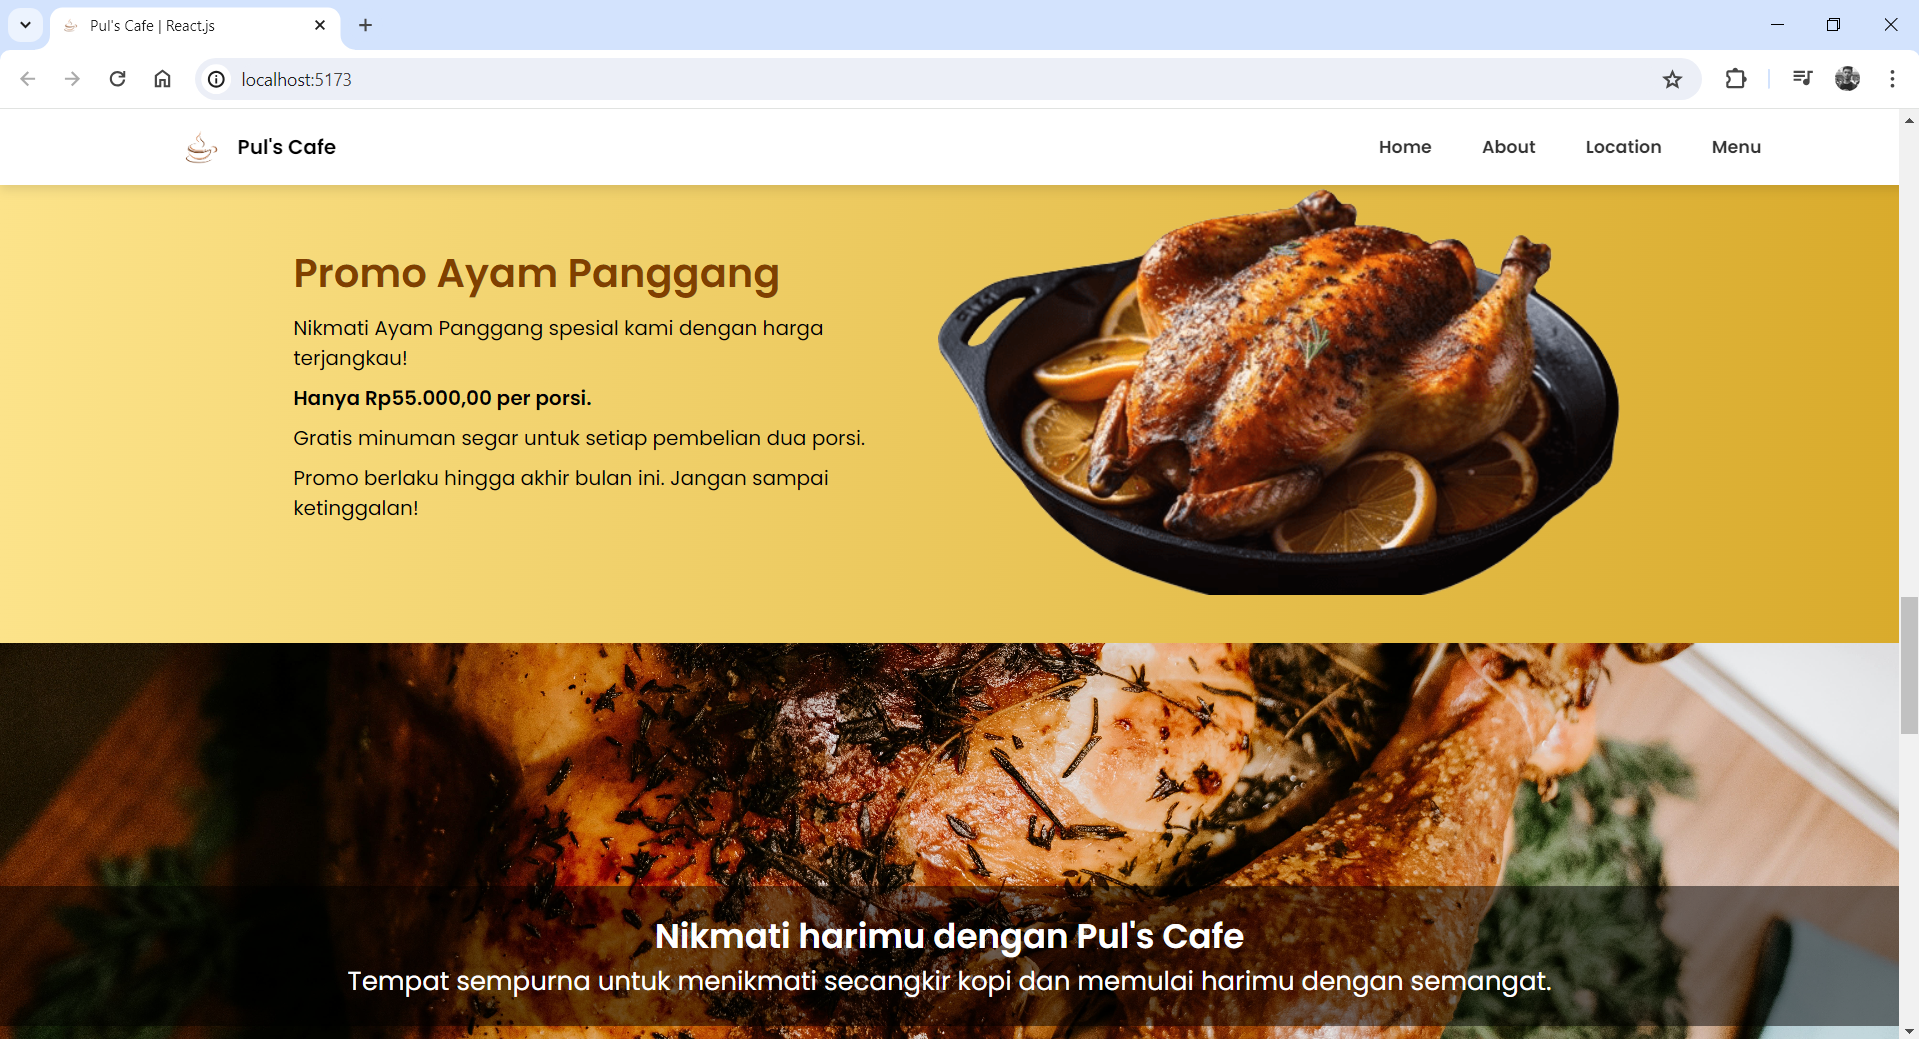 Pul's Cafe | React.js
localhost:5173
Pul's Cafe
Home About Location Menu
Promo Ayam Panggang
Nikmati Ayam Panggang spesial kami dengan harga
terjangkau!
Hanya Rp55.000,00 per porsi.
Gratis minuman segar untuk setiap pembelian dua porsi.
Promo berlaku hingga akhir bulan ini. Jangan sampai
ketinggalan!
Nikmati harimu dengan Pul's Cafe
Tempat sempurna untuk menikmati secangkir kopi dan memulai harimu dengan semangat.